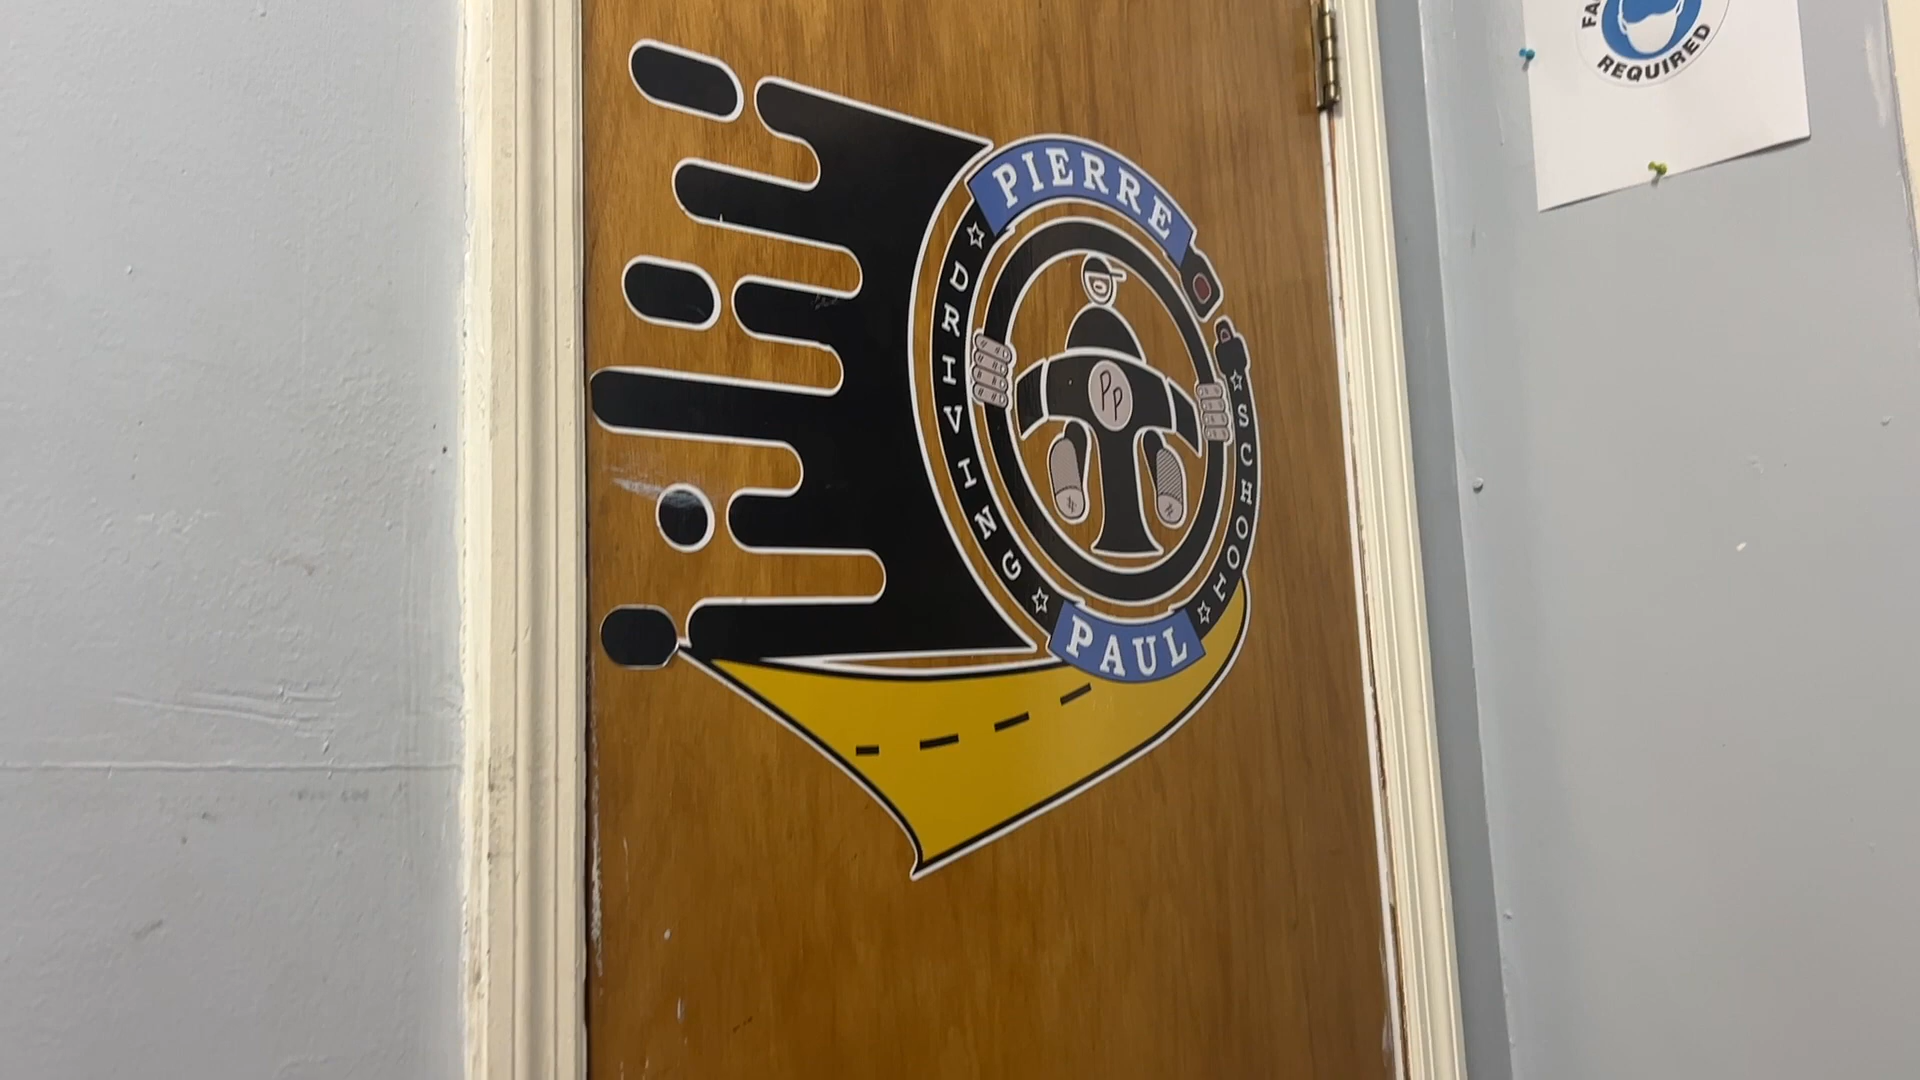 PIERRE
DRIVING
SCHOOL
PP
PAUL
REQUIRED